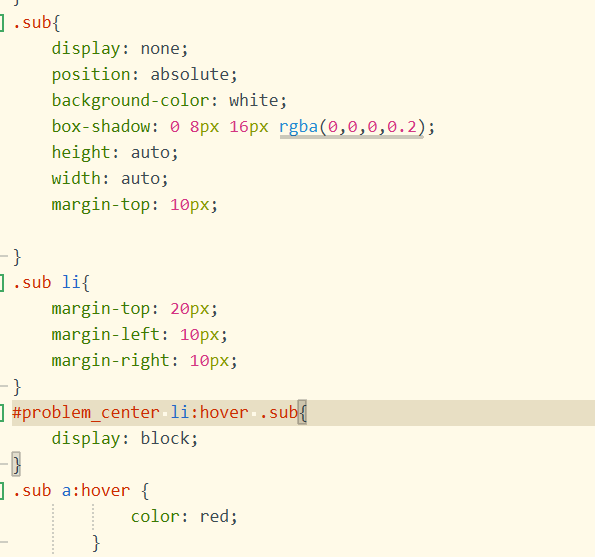 }
.sub{
display: none;
position: absolute;
background-color: white;
box-shadow: 0 8px 16px rgba(0,0,0,0.2);
height: auto;
width: auto;
margin-top: 10px;
}
.sub li{
margin-top: 20px;
margin-left: 10px;
margin-right: 10px;
}
#problem_center li:hover .sub{
display: block;
}
.sub a:hover {
color: red;
}